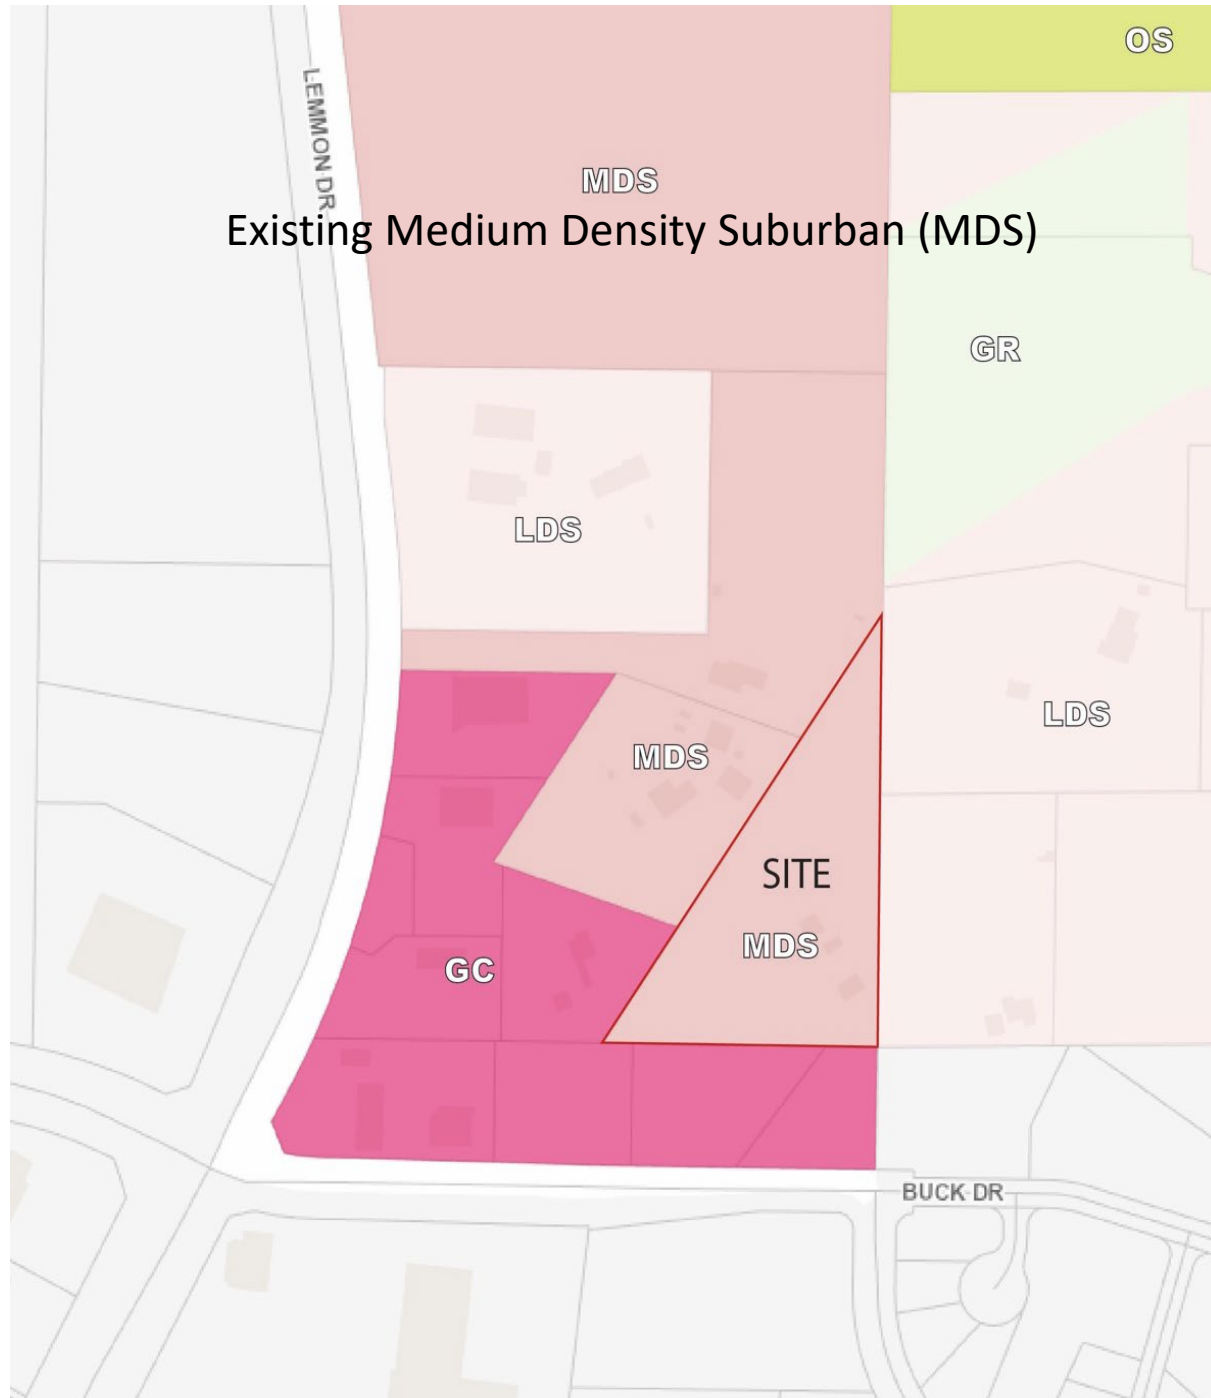 OS
LEMMON DR
MDS
Existing Medium Density Suburban (MDS)
GR
LDS
LDS
MDS
SITE
MDS
GC
BUCK DR